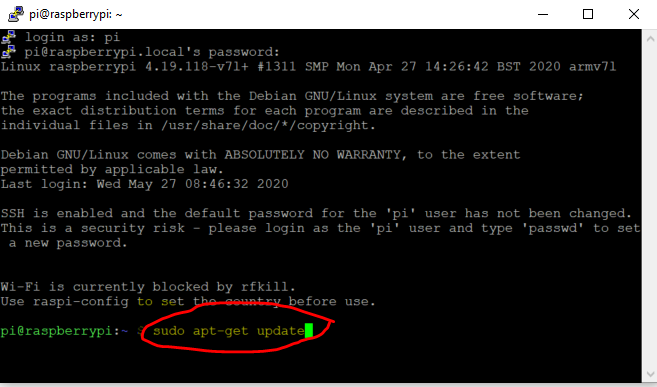 pi@raspberrypi: ~
login as: pi
pi@raspberrypi.local's password:
Linux raspberrypi 4.19.118-v7l+ #1311 SMP Mon Apr 27 14:26:42 BST 2020 armv7l
The programs included with the Debian GNU/Linux system are free software;
the exact distribution terms for each program are described in the
individual files in /usr/share/doc/*/copyright.
Debian GNU/Linux comes with ABSOLUTELY NO WARRANTY, to the extent
permitted by applicable law.
Last login: Wed May 27 08:46:32 2020
SSH is enabled and the default password for the 'pi' user has not been changed.
This is a security risk - please login as the 'pi' user and type 'passwd' to set
a new password.
Wi-Fi is currently blocked by rfkill.
Use raspi-config to set the country before use.
pi@raspberrypi:~ $ sudo apt-get update